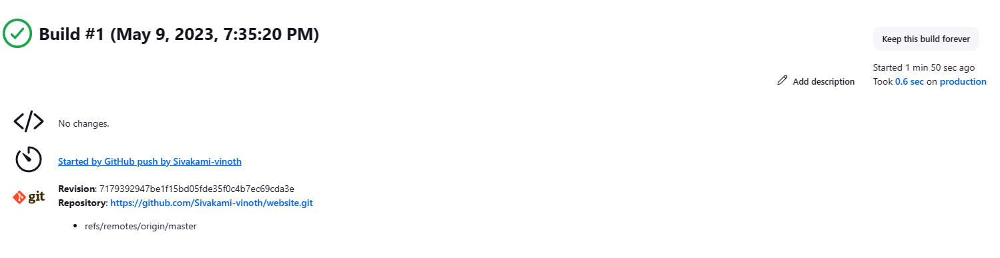 Build #1 (May 9, 2023, 7:35:20 PM)
Keep this build forever
Started 1 min 50 sec ago
Add description
Took 0.6 sec on production
No changes.
Started by GitHub push by Sivakami-vinoth
git
Revision: 7179392947be1f15bd05fde35f0c4b7ec69cda3e
Repository: https://github.com/Sivakami-vinoth/website.git
• refs/remotes/origin/master